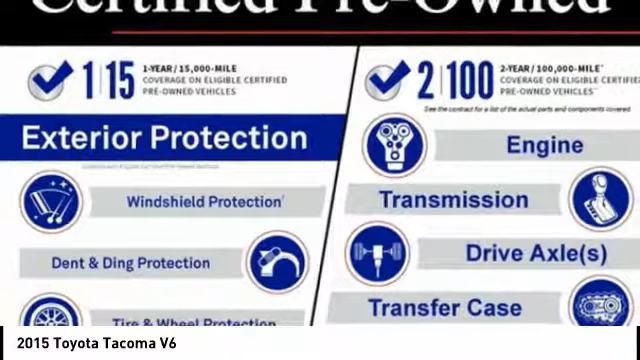 Certified Pre-Owned
1|15 1-YEAR / 15,000-MILE
COVERAGE ON ELIGIBLE CERTIFIED
PRE-OWNED VEHICLES
Exterior Protection
Windshield Protection
Dent & Ding Protection
Tire & Wheel Protection
2|100 2-YEAR / 100,000-MILE*
COVERAGE ON ELIGIBLE CERTIFIED
PRE-OWNED VEHICLES
See the contract for a list of the actual parts and components covered.
Engine
Transmission
Drive Axle(s)
Transfer Case
2015 Toyota Tacoma V6